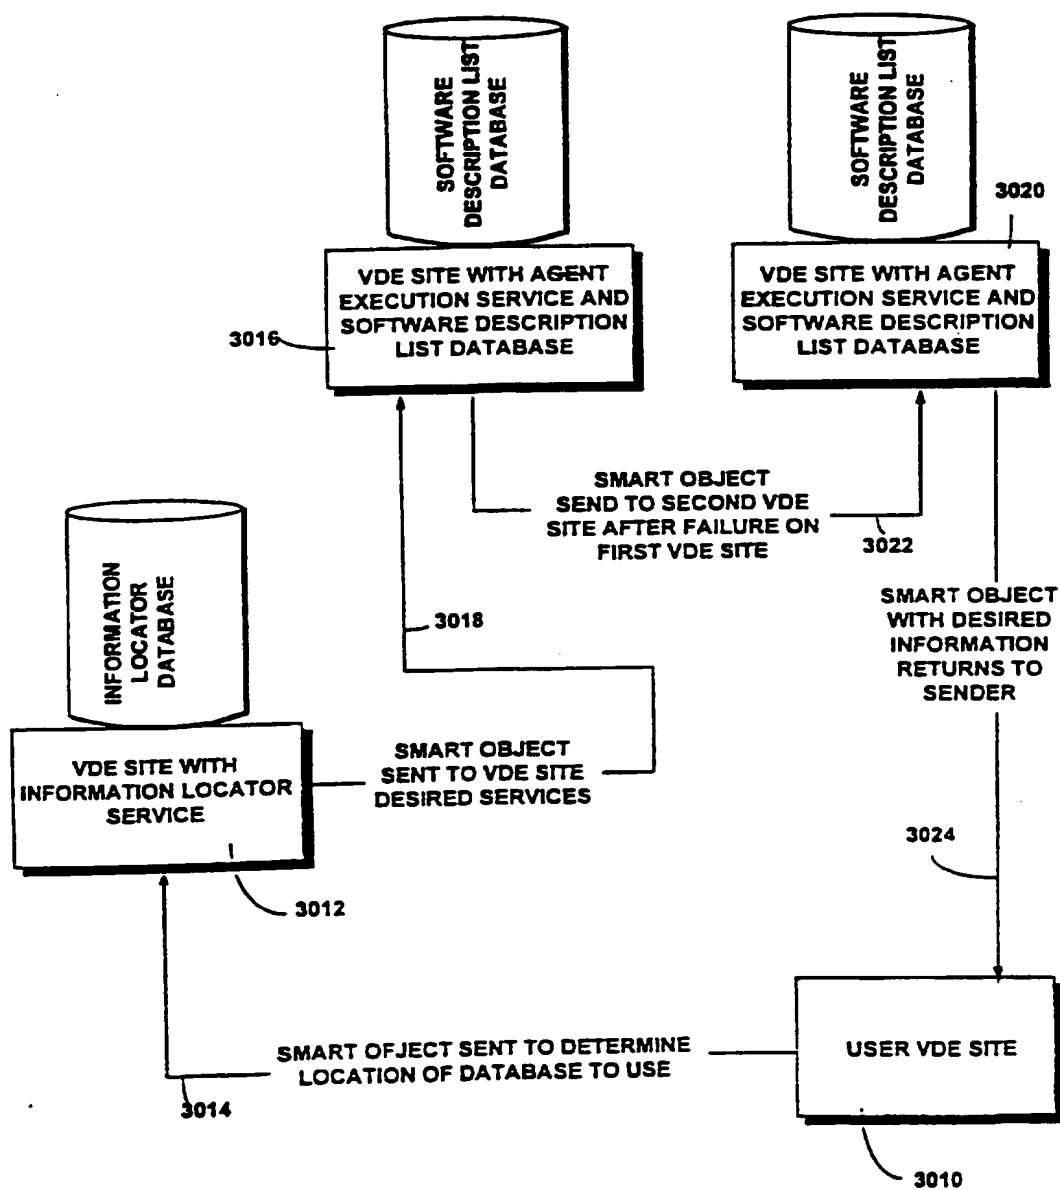 SOFTWARE
DESCRIPTION LIST
DATABASE
SOFTWARE
DESCRIPTION LIST
DATABASE
3020
VDE SITE WITH AGENT
EXECUTION SERVICE AND
SOFTWARE DESCRIPTION
LIST DATABASE
3016
VDE SITE WITH AGENT
EXECUTION SERVICE AND
SOFTWARE DESCRIPTION
LIST DATABASE
SMART OBJECT
SEND TO SECOND VDE
SITE AFTER FAILURE ON
FIRST VDE SITE
3022
INFORMATION
LOCATOR
DATABASE
3018
SMART OBJECT
WITH DESIRED
INFORMATION
RETURNS TO
SENDER
VDE SITE WITH
INFORMATION LOCATOR
SERVICE
SMART OBJECT
SENT TO VDE SITE
DESIRED SERVICES
3024
3012
SMART OFJECT SENT TO DETERMINE
LOCATION OF DATABASE TO USE
USER VDE SITE
3014
3010